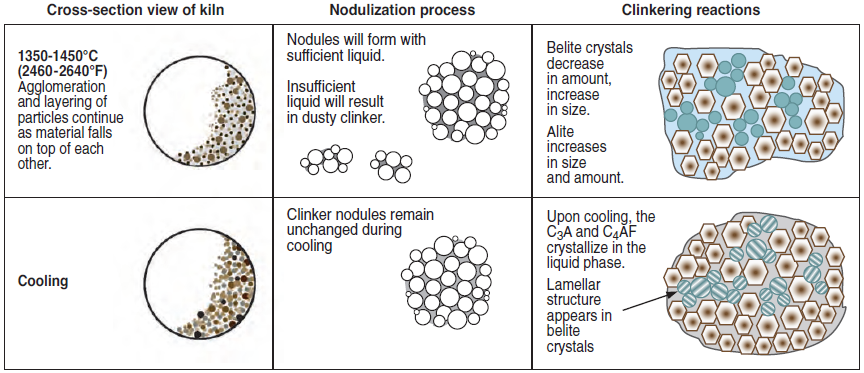 Cross-section view of kiln
Nodulization process
Clinkering reactions
1350-1450°C
(2460-2640°F)
Agglomeration
and layering of
particles continue
as material falls
on top of each
other.
Nodules will form with
sufficient liquid.
Insufficient
liquid will result
in dusty clinker.
Belite crystals
decrease
in amount,
increase
in size.
Alite
increases
in size
and amount.
Cooling
Clinker nodules remain
unchanged during
cooling
Upon cooling, the
C3A and C4AF
crystallize in the
liquid phase.
Lamellar
structure
appears in
belite
crystals